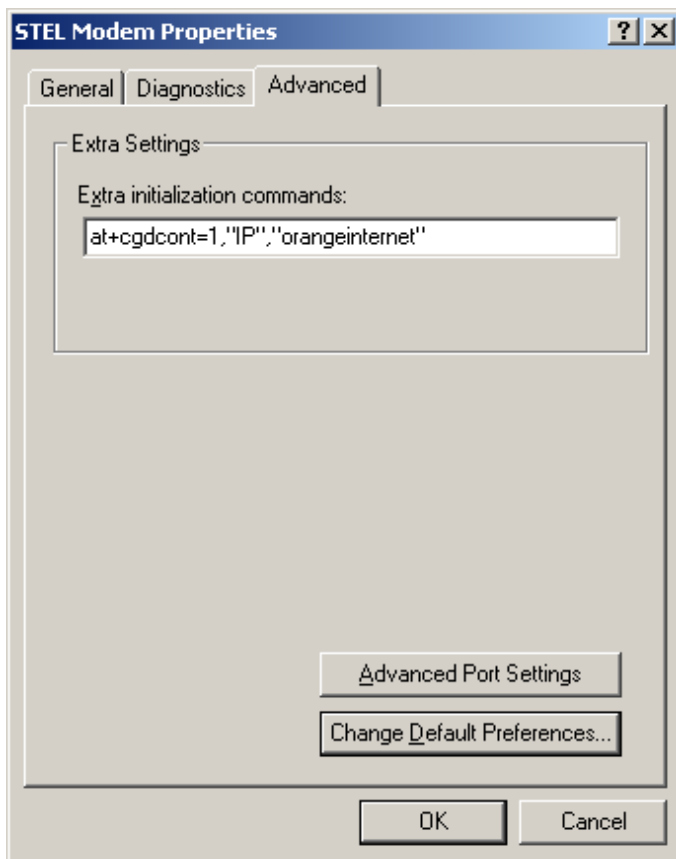 STEL Modem Properties
General Diagnostics Advanced
Extra Settings
Extra initialization commands:
at+cgdcont=1,"IP","orangeinternet"
Advanced Port Settings
Change Default Preferences...
OK Cancel